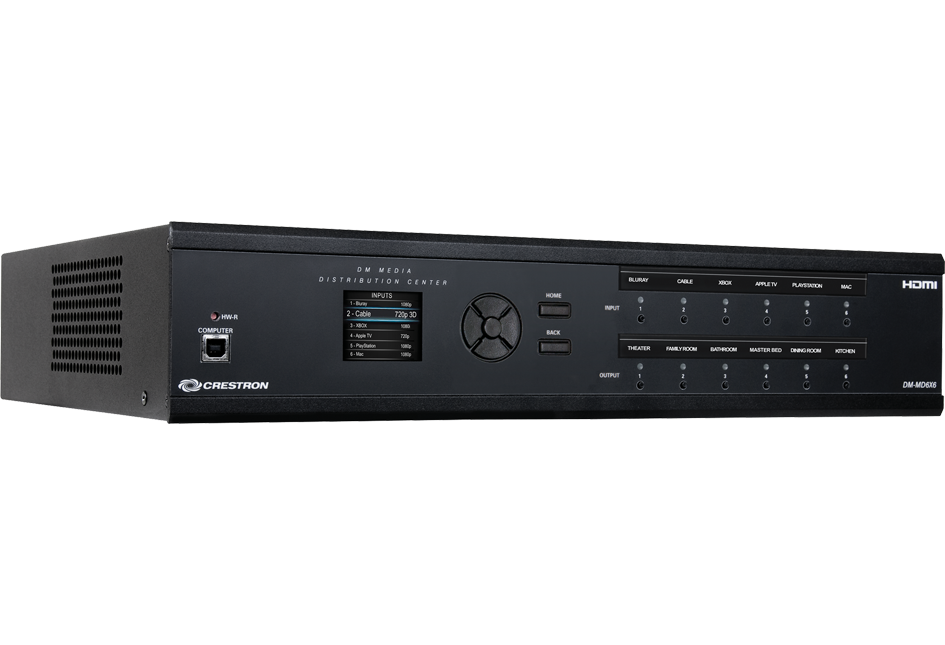 DM MEDIA
DISTRIBUTION CENTER
INPUTS
1 - Bluray 1080p
2 - Cable 720p 3D
3 - XBOX 1080i
4 - Apple TV 720p
5 - PlayStation 1080p
6 - Mac 1080p
HW-R
COMPUTER
CRESTRON
HOME
BACK
BLURAY CABLE XBOX APPLE TV PLAYSTATION MAC
INPUT
1 2 3 4 5 6
THEATER FAMILY ROOM BATHROOM MASTER BED DINING ROOM KITCHEN
OUTPUT
1 2 3 4 5 6
HDMI
DM-MD6X6